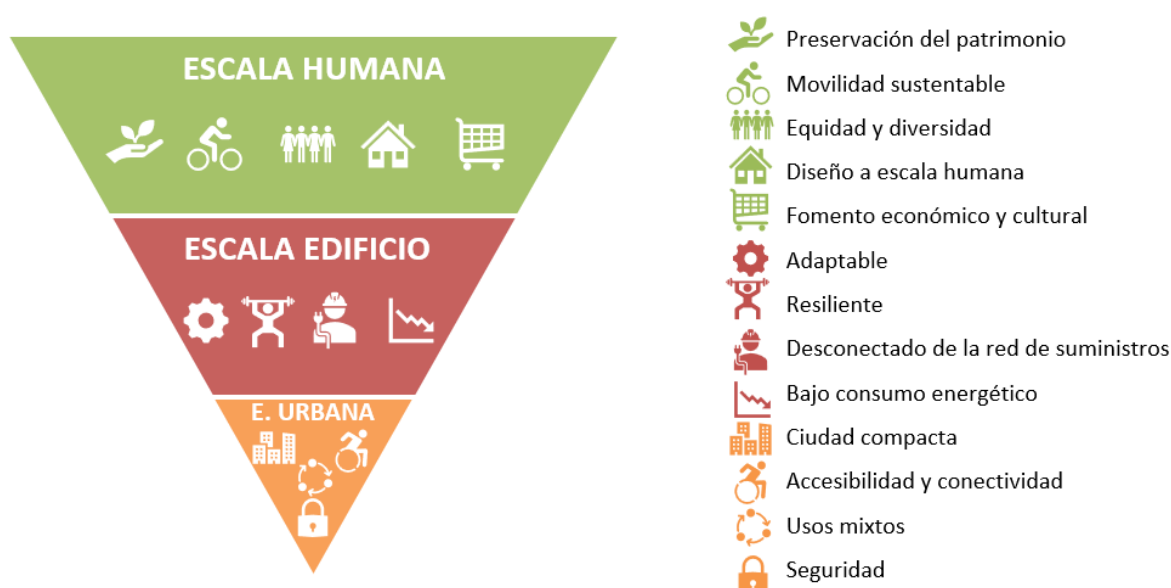 ESCALA HUMANA
ESCALA EDIFICIO
E. URBANA
Preservación del patrimonio
Movilidad sustentable
Equidad y diversidad
Diseño a escala humana
Fomento económico y cultural
Adaptable
Resiliente
Desconectado de la red de suministros
Bajo consumo energético
Ciudad compacta
Accesibilidad y conectividad
Usos mixtos
Seguridad